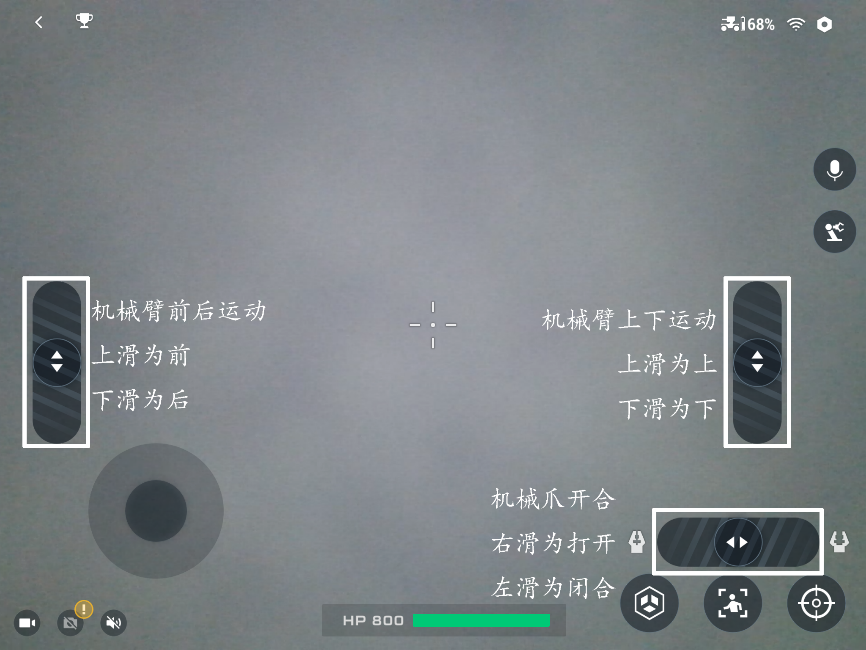 68%
机械臂前后运动
上滑为前
下滑为后
机械臂上下运动
上滑为上
下滑为下
机械爪开合
右滑为打开
左滑为闭合
HP 800